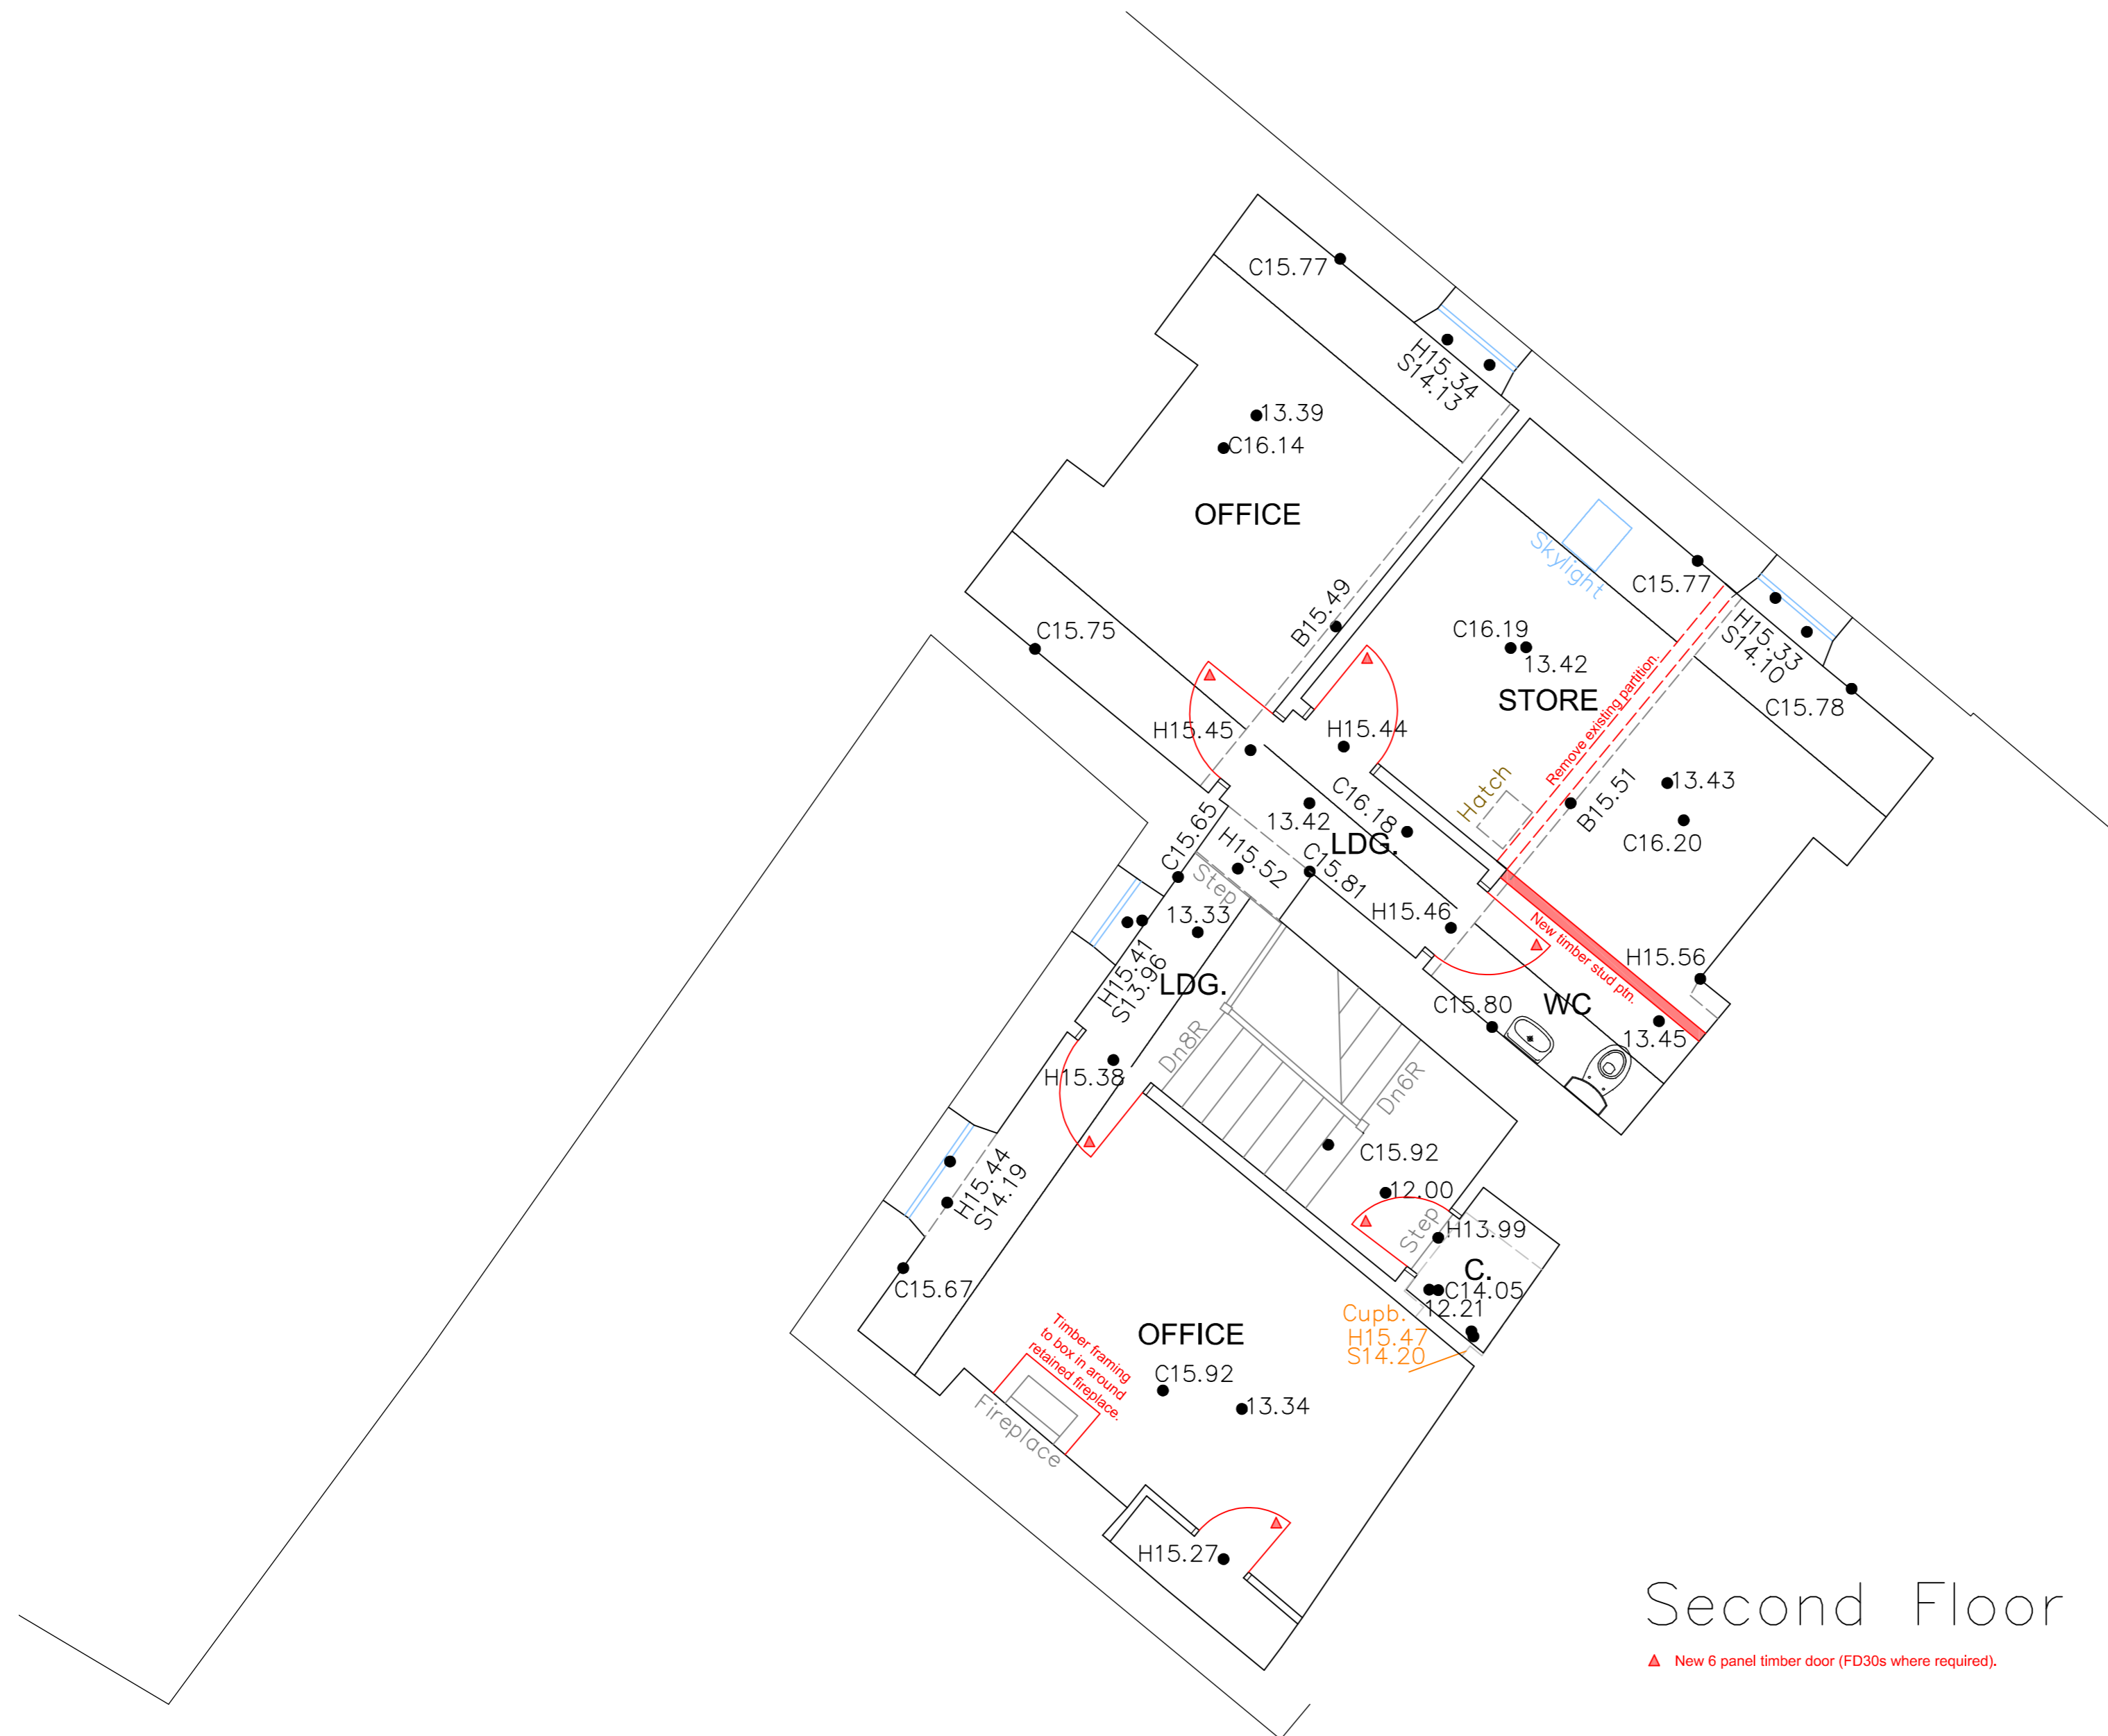 C15.77
H15.34
S14.13
13.39
C16.14
OFFICE
Skylight
C15.77
B15.49
C15.75
C16.19
13.42
STORE
H15.33
S14.10
C15.78
Remove existing partition.
H15.45
H15.44
Hatch
B15.51
13.43
C16.20
C16.18
13.42
LDG.
C15.65
H15.52
C15.81
Step
13.33
H15.46
New timber stud ptn.
H15.56
H15.41
S13.96
LDG.
C15.80
WC
13.45
Dn8R
H15.38
Dn6R
C15.92
12.00
H15.44
S14.19
Step
H13.99
C.
C14.05
12.21
C15.67
Cupb.
H15.47
S14.20
Timber framing
to box in around
retained fireplace.
OFFICE
C15.92
13.34
Fireplace
H15.27
Second Floor
New 6 panel timber door (FD30s where required).